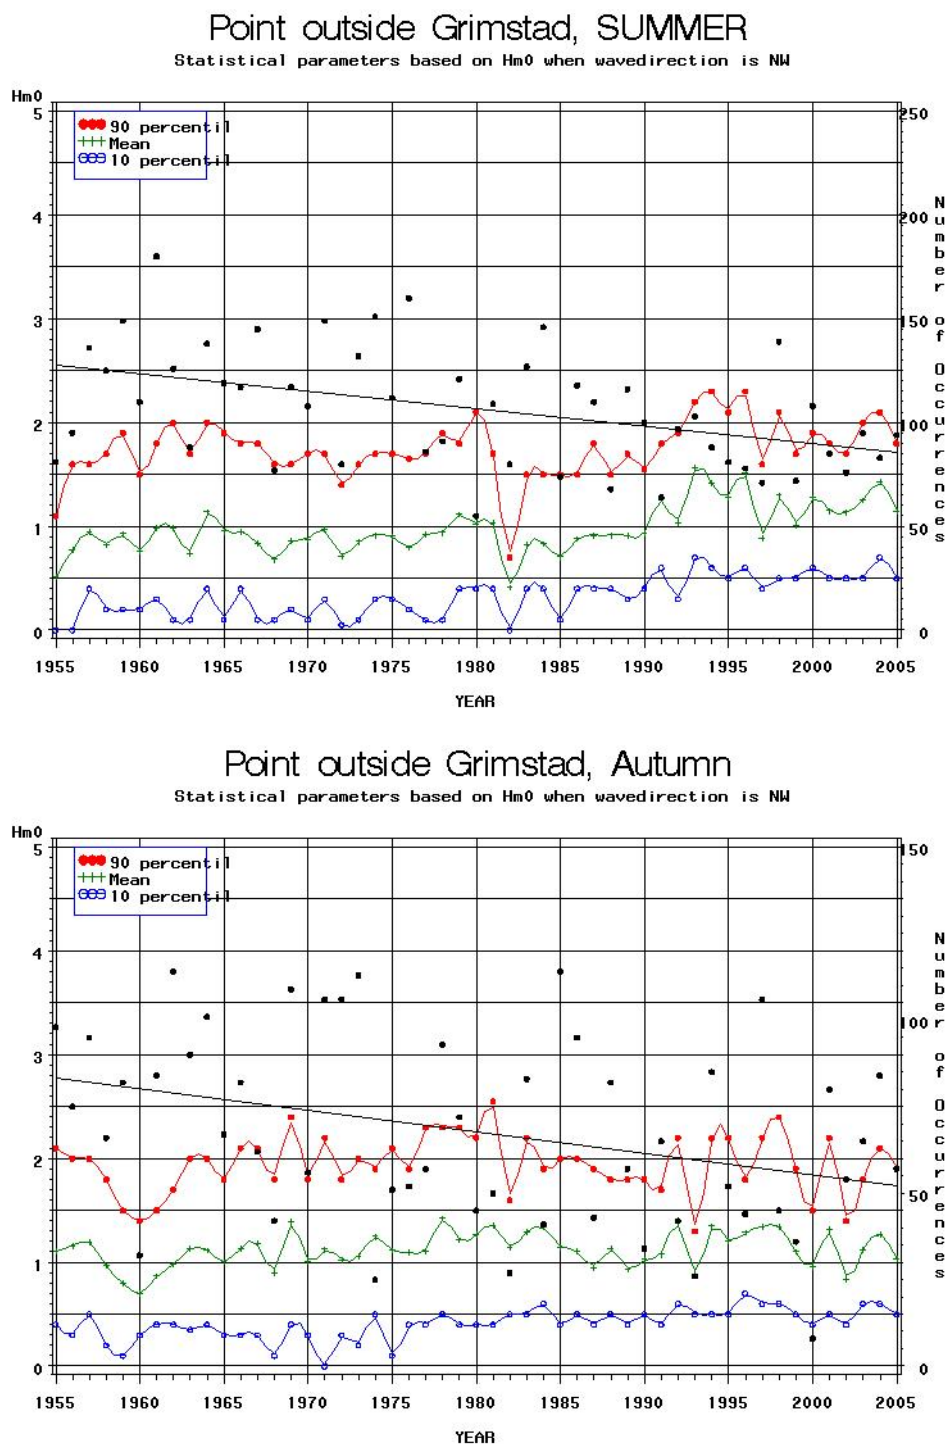 Point outside Grimstad, SUMMER
Statistical parameters based on Hm0 when wavedirection is NW
Hm0
5
4
3
2
1
0
90 percentil
Mean
10 percentil
250
200
150
100
50
0
Number of Occurrences
1955 1960 1965 1970 1975 1980 1985 1990 1995 2000 2005
YEAR
Point outside Grimstad, Autumn
Statistical parameters based on Hm0 when wavedirection is NW
Hm0
5
4
3
2
1
0
90 percentil
Mean
10 percentil
150
100
50
0
Number of Occurrences
1955 1960 1965 1970 1975 1980 1985 1990 1995 2000 2005
YEAR